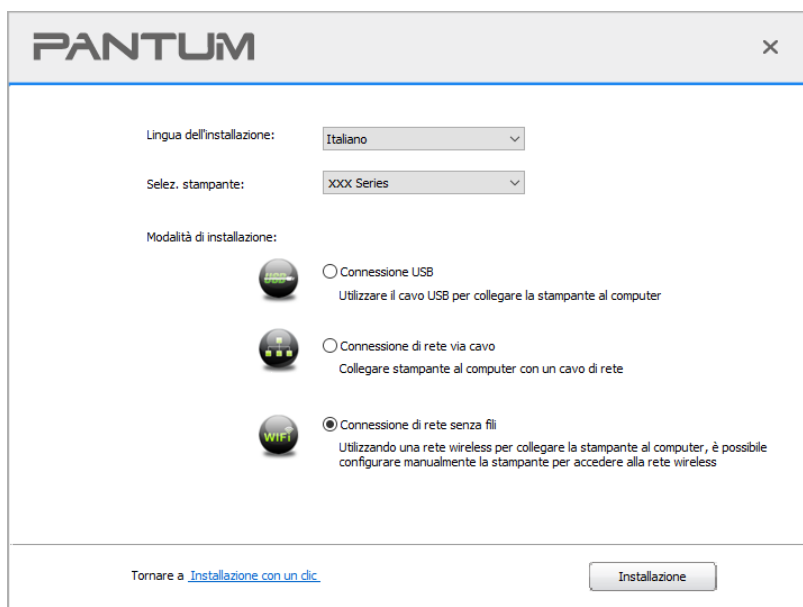 PANTUM
Lingua dell'installazione:
Italiano
Selez. stampante:
XXX Series
Modalità di installazione:
USB
Connessione USB
Utilizzare il cavo USB per collegare la stampante al computer
Connessione di rete via cavo
Collegare stampante al computer con un cavo di rete
WiFi
Connessione di rete senza fili
Utilizzando una rete wireless per collegare la stampante al computer, è possibile
configurare manualmente la stampante per accedere alla rete wireless
Tornare a Installazione con un clic
Installazione